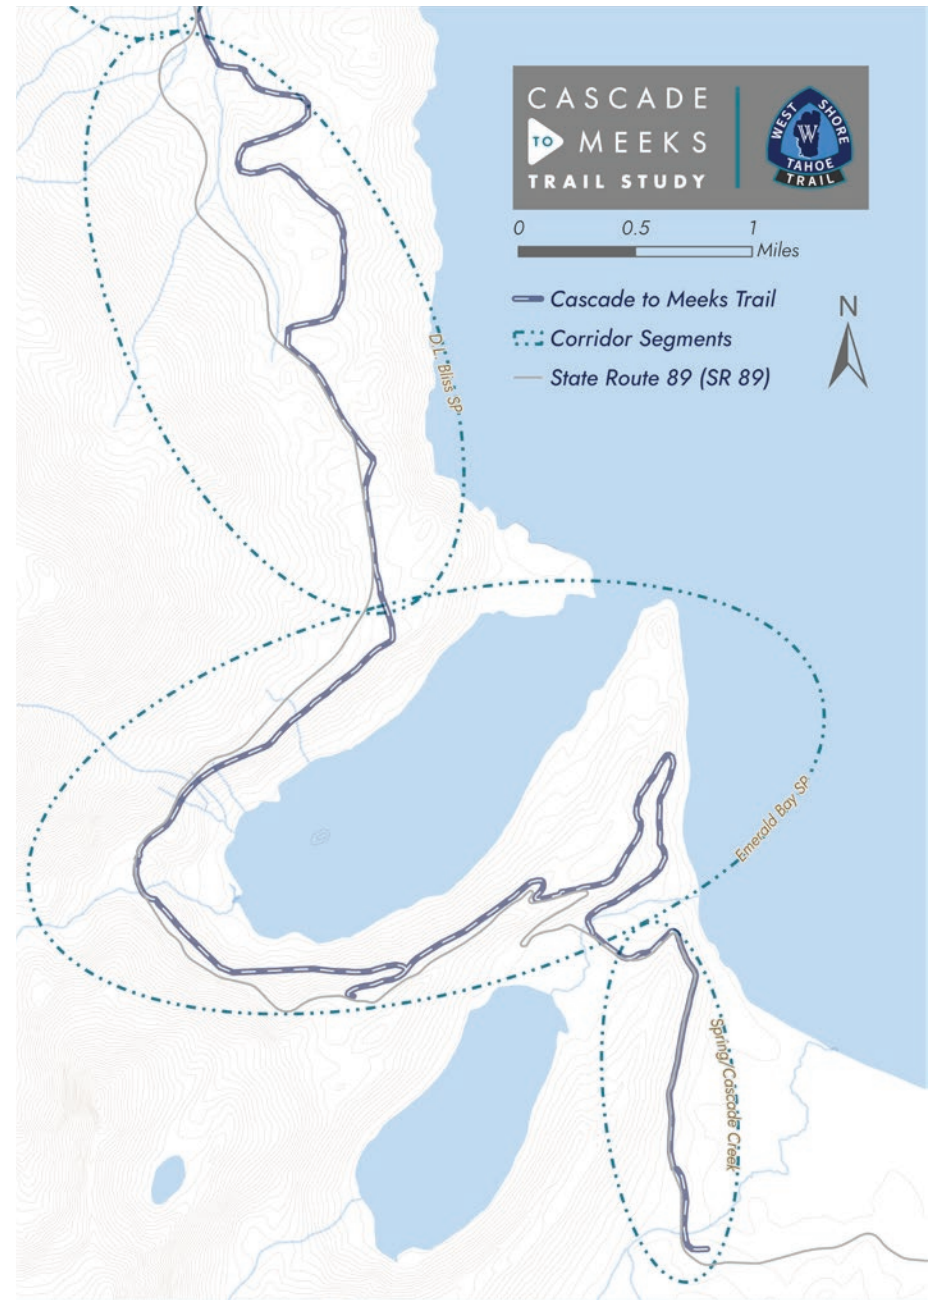 CASCADE
TO MEEKS
TRAIL STUDY
WEST SHORE
W
TAHOE
TRAIL
0 0.5 1
Miles
Cascade to Meeks Trail
Corridor Segments
State Route 89 (SR 89)
N
D.L. Bliss SP
Emerald Bay SP
Spring/Cascade Creek